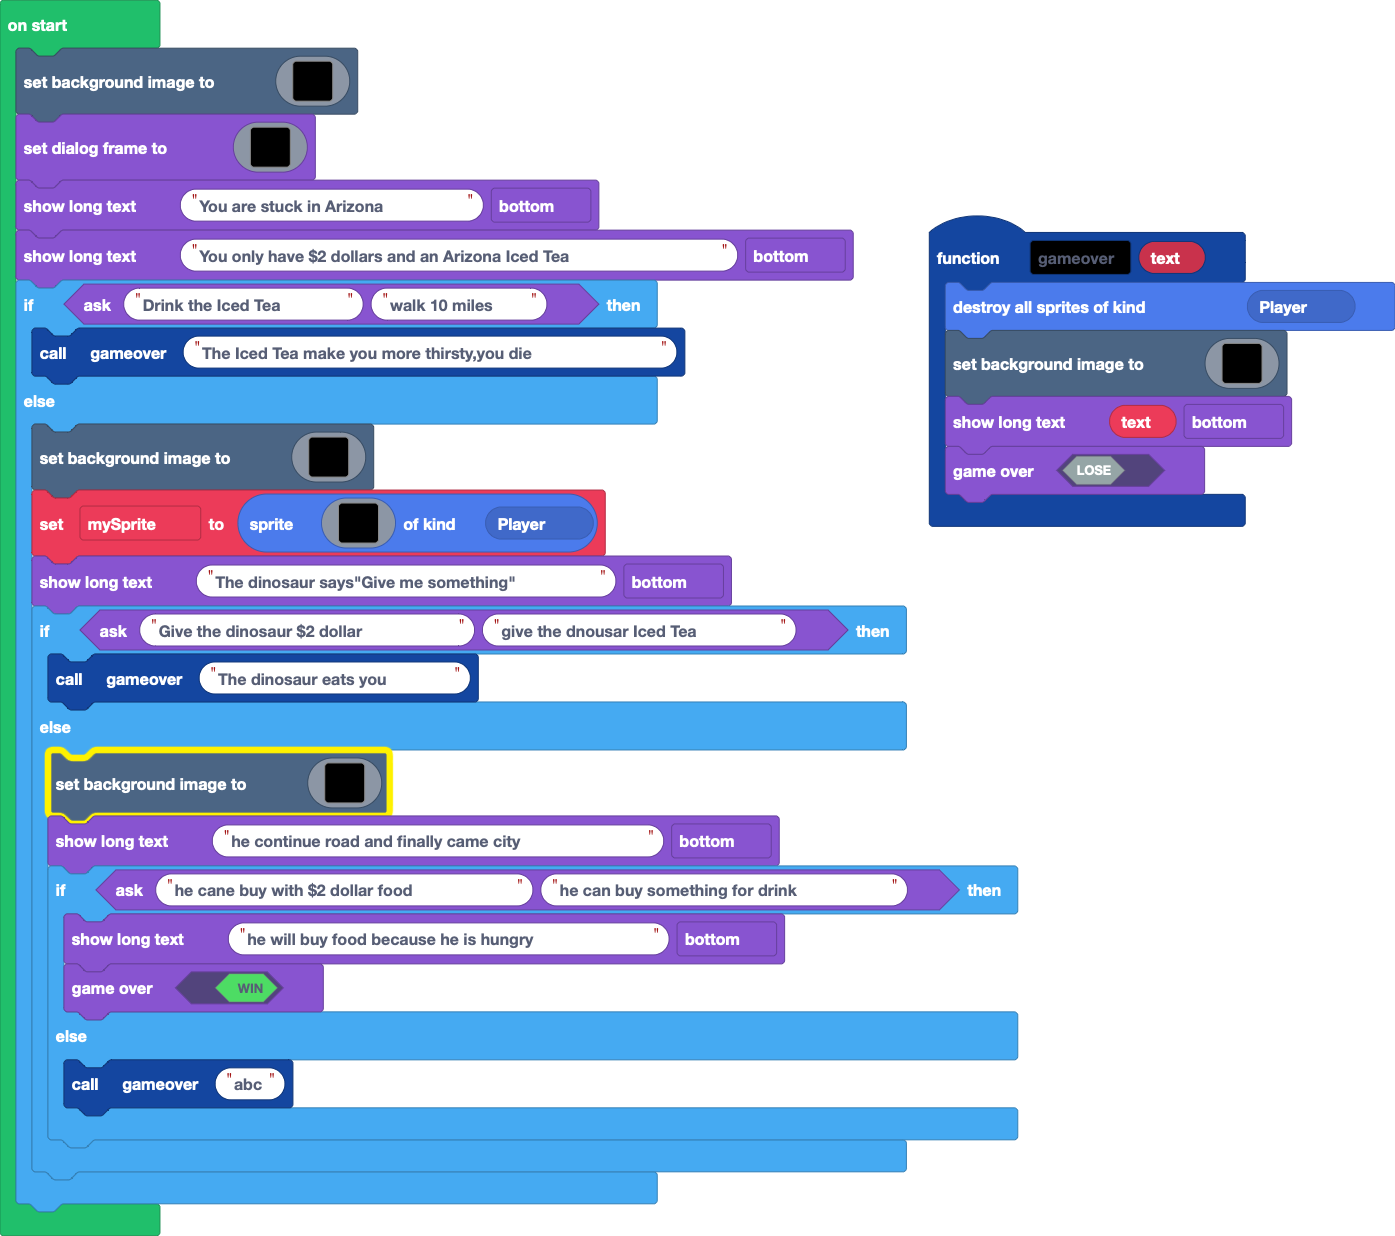 on start
set background image to
set dialog frame to
show long text "You are stuck in Arizona" bottom
show long text "You only have $2 dollars and an Arizona Iced Tea" bottom
if ask "Drink the Iced Tea" "walk 10 miles" then
call gameover "The Iced Tea make you more thirsty,you die"
else
set background image to
set mySprite to sprite of kind Player
show long text "The dinosaur says"Give me something"" bottom
if ask "Give the dinosaur $2 dollar" "give the dnousar Iced Tea" then
call gameover "The dinosaur eats you"
else
set background image to
show long text "he continue road and finally came city" bottom
if ask "he cane buy with $2 dollar food" "he can buy something for drink" then
show long text "he will buy food because he is hungry" bottom
game over WIN
else
call gameover "abc"
function gameover text
destroy all sprites of kind Player
set background image to
show long text text bottom
game over LOSE